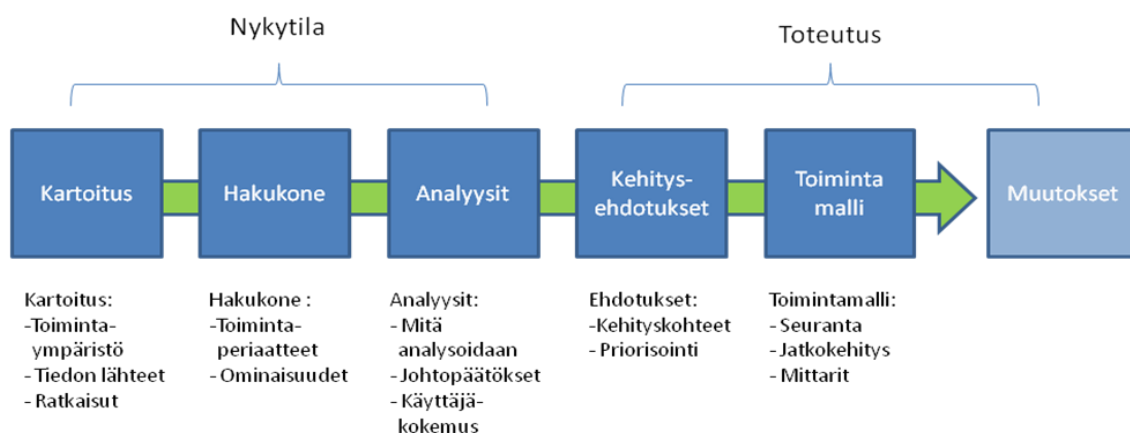 Nykytila
Toteutus
Kartoitus
Hakukone
Analyysit
Kehitys-
ehdotukset
Toiminta
malli
Muutokset
Kartoitus:
-Toiminta-
ympäristö
- Tiedon lähteet
- Ratkaisut
Hakukone :
-Toiminta-
periaatteet
- Ominaisuudet
Analyysit:
- Mitä
analysoidaan
- Johtopäätökset
- Käyttäjä-
kokemus
Ehdotukset:
-Kehityskohteet
- Priorisointi
Toimintamalli:
- Seuranta
- Jatkokehitys
- Mittarit